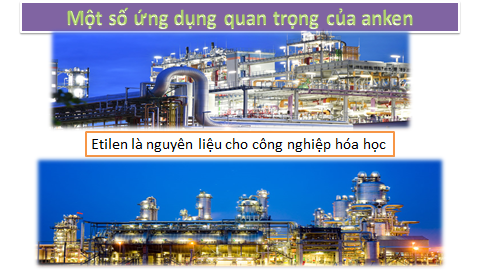 Một số ứng dụng quan trọng của anken
Etilen là nguyên liệu cho công nghiệp hóa học